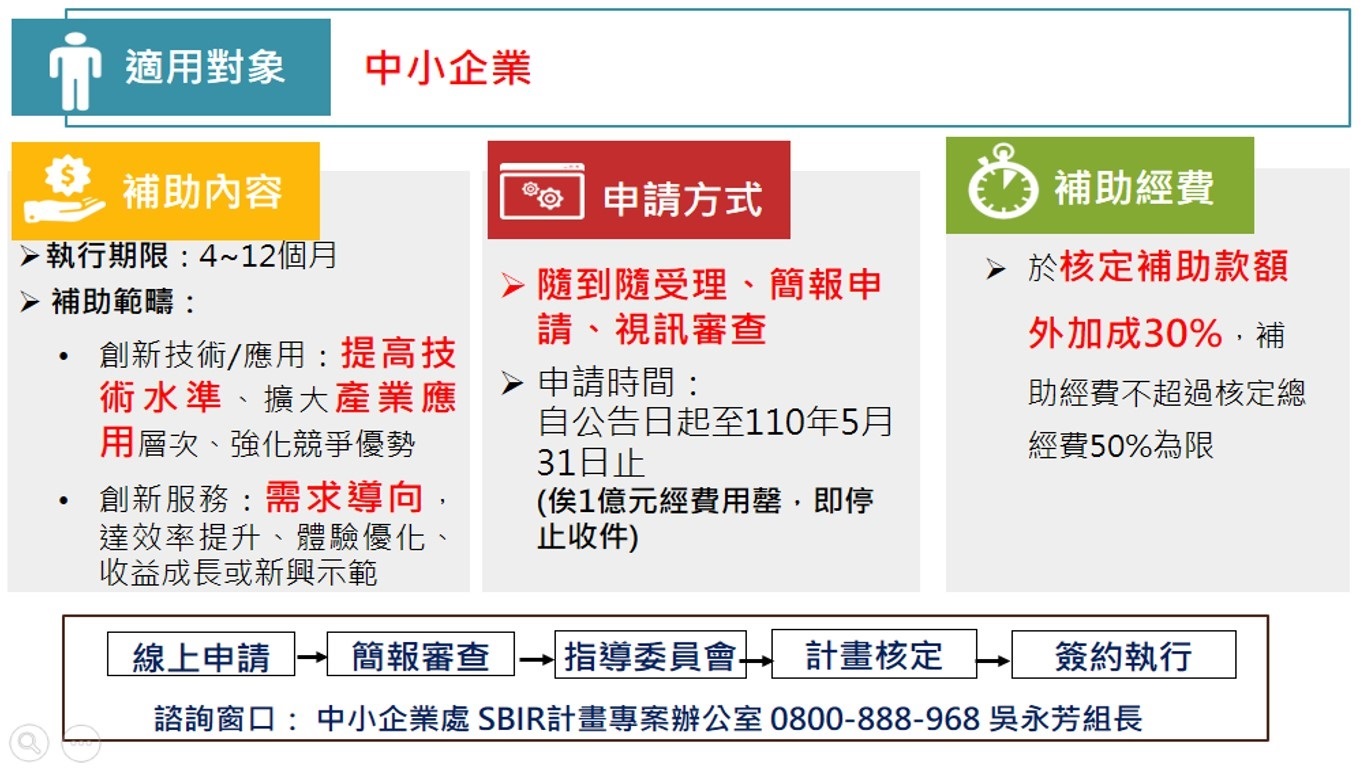 適用對象
中小企業
補助內容
➢執行期限：4~12個月
➢ 補助範疇：
• 創新技術/應用：提高技
術水準、擴大產業應
用層次、強化競爭優勢
• 創新服務：需求導向，
達效率提升、體驗優化、
收益成長或新興示範
申請方式
➢ 隨到隨受理、簡報申
請、視訊審查
➢ 申請時間：
自公告日起至110年5月
31日止
(俟1億元經費用罄，即停
止收件)
補助經費
➢ 於核定補助款額
外加成30%，補
助經費不超過核定總
經費50%為限
線上申請
簡報審查
指導委員會
計畫核定
簽約執行
諮詢窗口： 中小企業處 SBIR計畫專案辦公室 0800-888-968 吳永芳組長